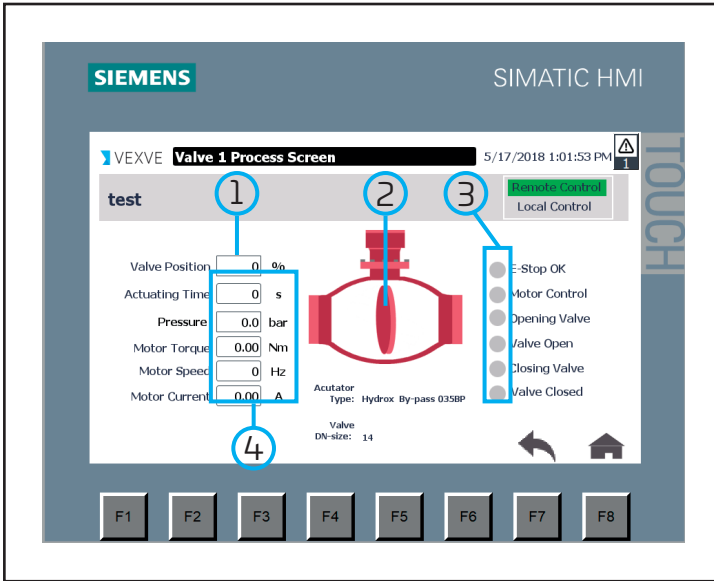 SIEMENS
SIMATIC HMI
TOUCH
VEXVE Valve 1 Process Screen 5/17/2018 1:01:53 PM 1
test
Remote Control
Local Control
1
2
3
Valve Position 0 %
Actuating Time 0 s
Pressure 0.0 bar
Motor Torque 0.00 Nm
Motor Speed 0 Hz
Motor Current 0.00 A
E-Stop OK
Motor Control
Opening Valve
Valve Open
Closing Valve
Valve Closed
Acutator
Type: Hydrox By-pass 035BP
Valve
DN-size: 14
4
F1 F2 F3 F4 F5 F6 F7 F8